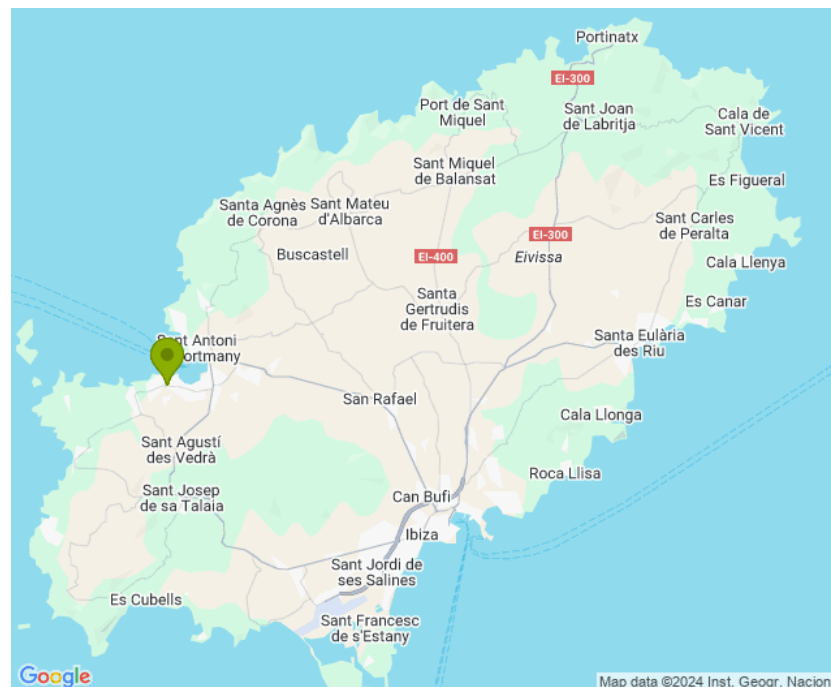 Portinatx
EI-300
Port de Sant
Miquel
Sant Joan
de Labritja
Cala de
Sant Vicent
Sant Miquel
de Balansat
Es Figueral
Santa Agnès
de Corona
Sant Mateu
d'Albarca
Sant Carles
de Peralta
EI-300
Buscastell
EI-400
Eivissa
Cala Llenya
Santa
Gertrudis
de Fruitera
Es Canar
Sant Antoni
Portmany
Santa Eulària
des Riu
San Rafael
Cala Llonga
Sant Agustí
des Vedrà
Roca Llisa
Sant Josep
de sa Talaia
Can Bufi
Ibiza
Sant Jordi de
ses Salines
Es Cubells
Sant Francesc
de s'Estany
Google
Map data ©2024 Inst. Geogr. Nacion